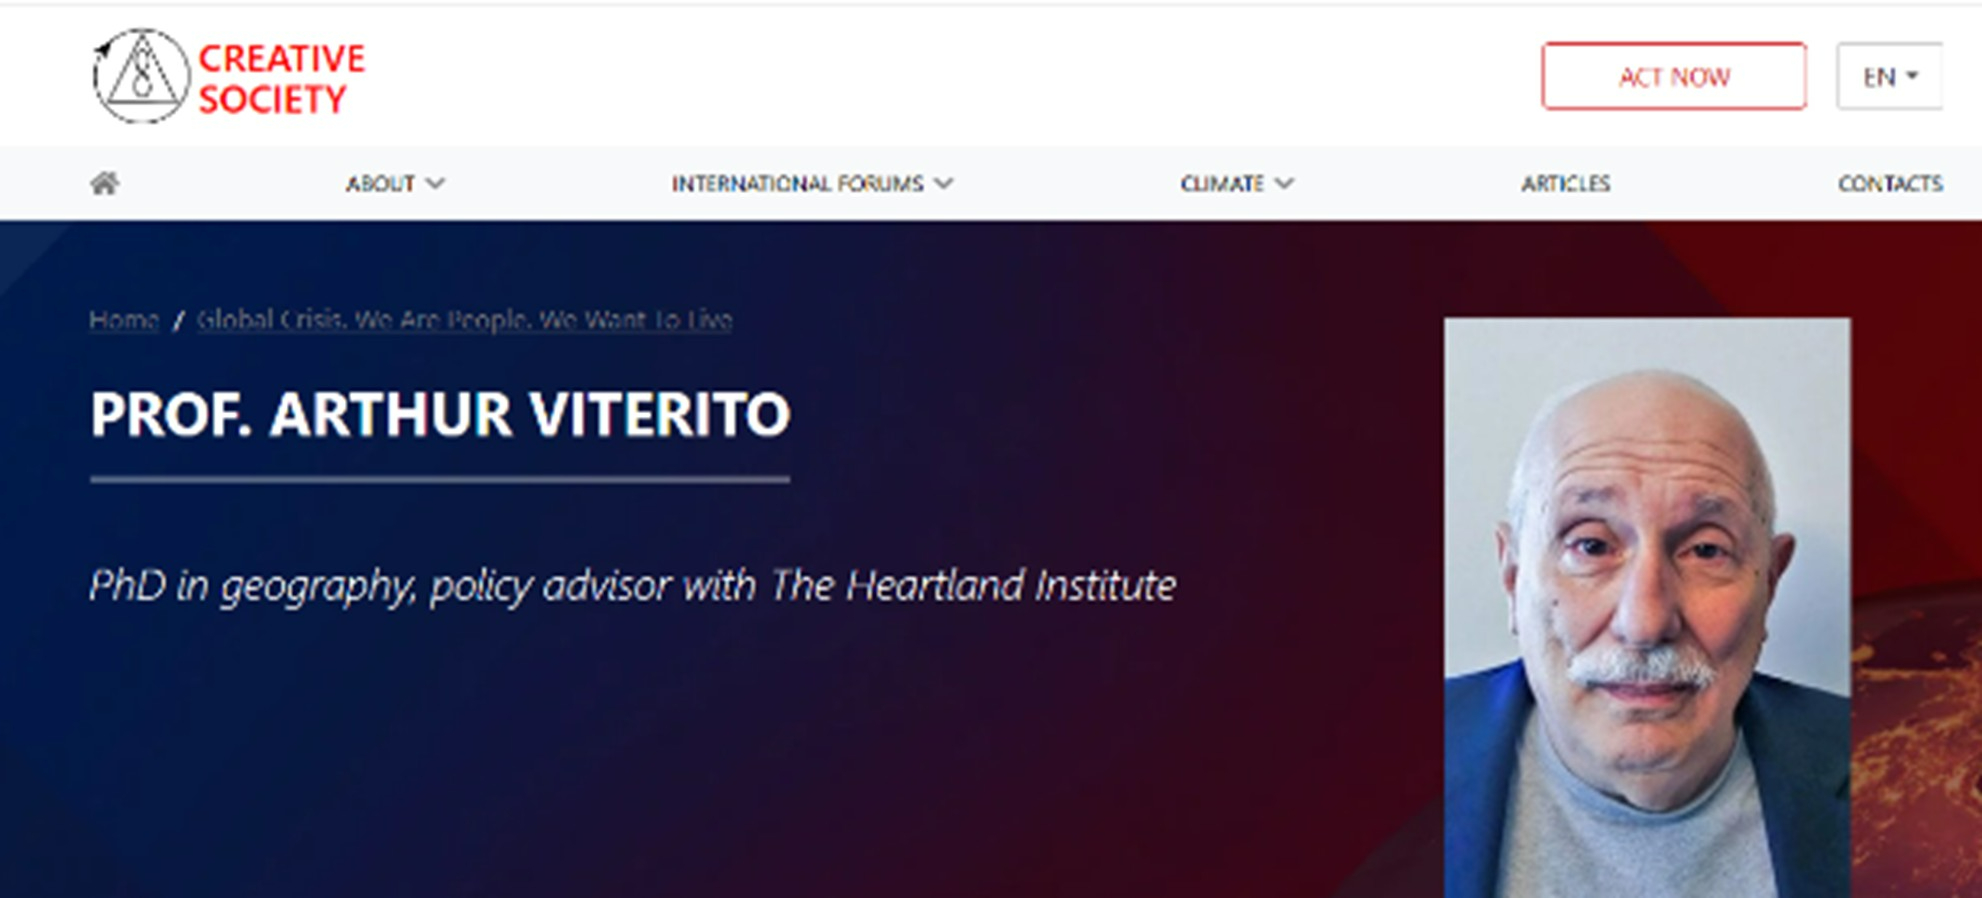 CREATIVE
SOCIETY
ACT NOW
EN
ABOUT
INTERNATIONAL FORUMS
CLIMATE
ARTICLES
CONTACTS
Home / Global Crisis. We Are People. We Want To Live
PROF. ARTHUR VITERITO
PhD in geography, policy advisor with The Heartland Institute